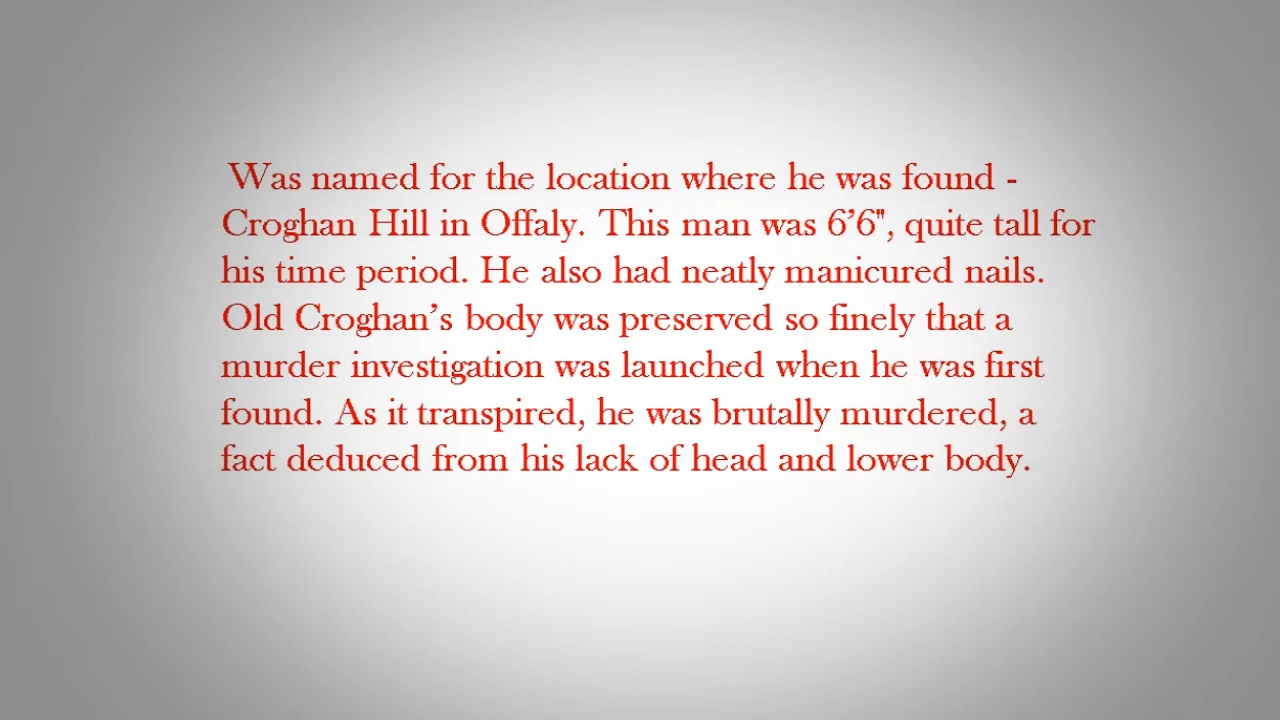 Was named for the location where he was found -
Croghan Hill in Offaly. This man was 6’6", quite tall for
his time period. He also had neatly manicured nails.
Old Croghan’s body was preserved so finely that a
murder investigation was launched when he was first
found. As it transpired, he was brutally murdered, a
fact deduced from his lack of head and lower body.